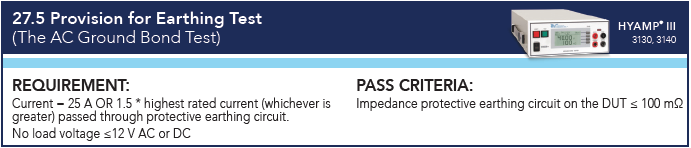 27.5 Provision for Earthing Test
(The AC Ground Bond Test)
HYAMP® III
3130, 3140
REQUIREMENT:
Current – 25 A OR 1.5 * highest rated current (whichever is
greater) passed through protective earthing circuit.
No load voltage ≤12 V AC or DC
PASS CRITERIA:
Impedance protective earthing circuit on the DUT ≤ 100 mΩ